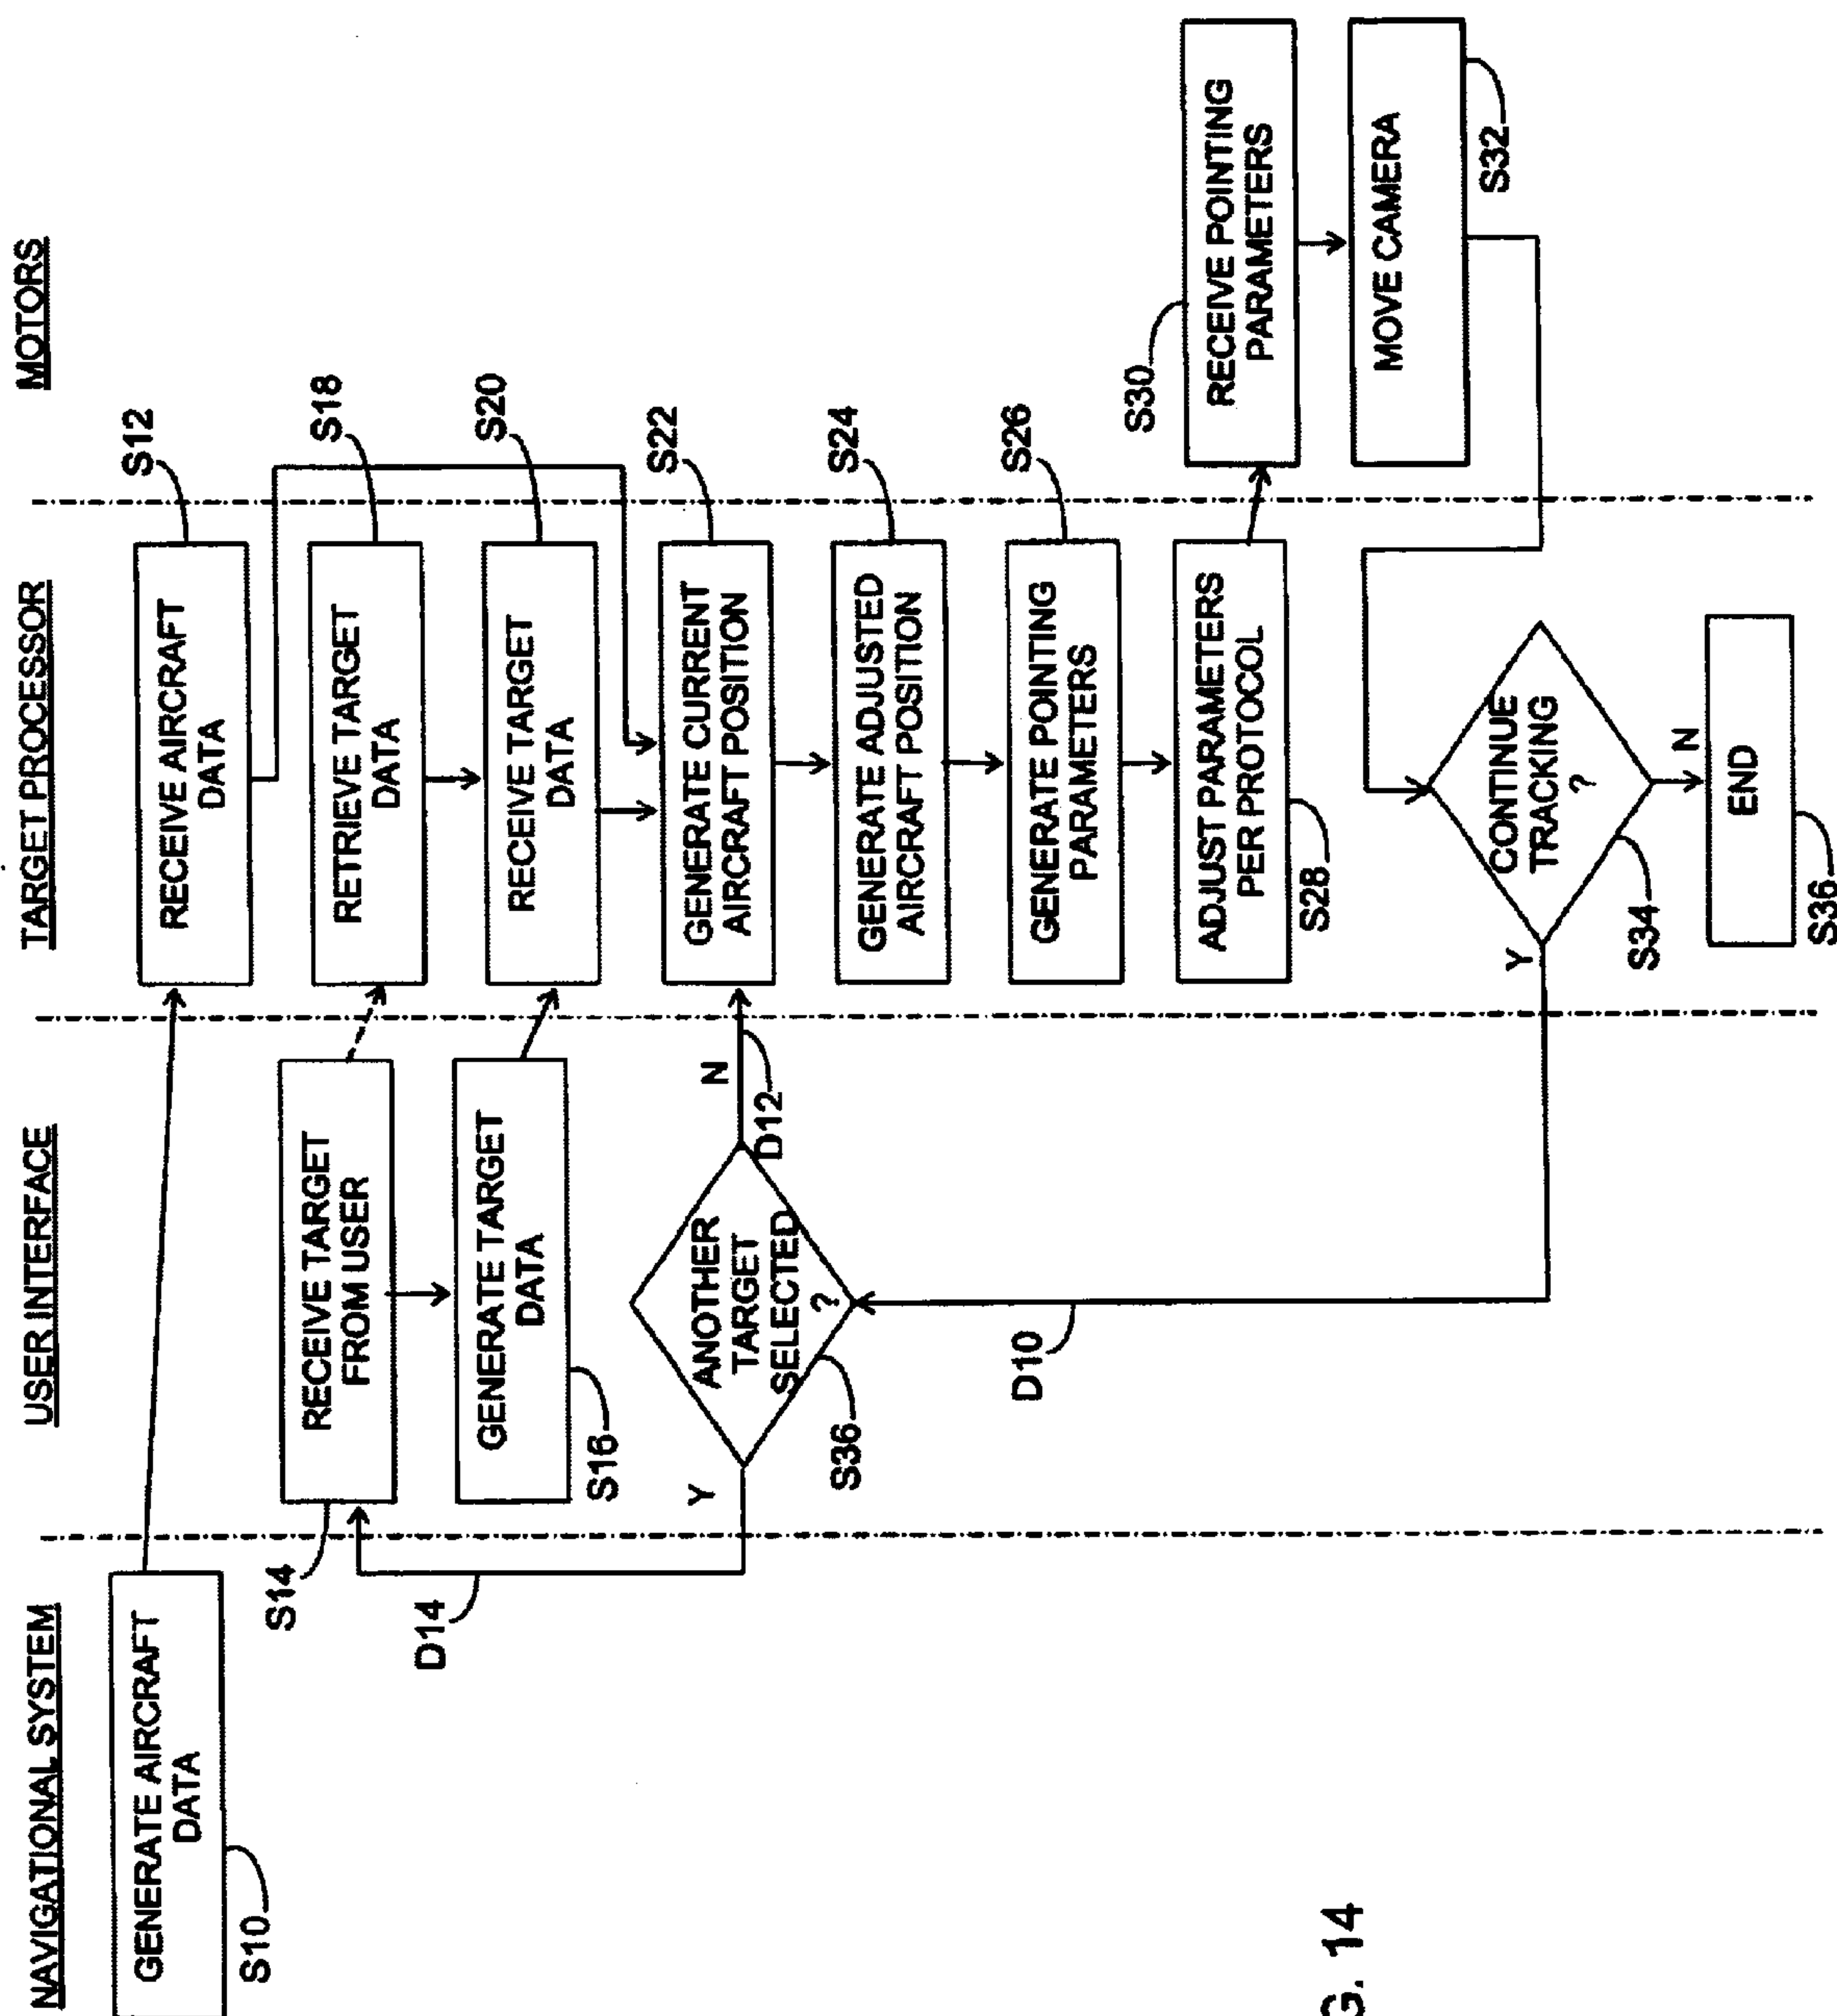 NAVIGATIONAL SYSTEM
USER INTERFACE
TARGET PROCESSOR
MOTORS
GENERATE AIRCRAFT
DATA
S10
RECEIVE AIRCRAFT
DATA
S12
RECEIVE TARGET
FROM USER
S14
GENERATE TARGET
DATA
S16
RETRIEVE TARGET
DATA
S18
RECEIVE TARGET
DATA
S20
GENERATE CURRENT
AIRCRAFT POSITION
S22
GENERATE ADJUSTED
AIRCRAFT POSITION
S24
GENERATE POINTING
PARAMETERS
S26
ADJUST PARAMETERS
PER PROTOCOL
S28
RECEIVE POINTING
PARAMETERS
S30
MOVE CAMERA
S32
CONTINUE
TRACKING
?
S34
Y
N
END
S36
ANOTHER
TARGET
SELECTED
?
S36
Y
N
D10
D12
D14
G. 14